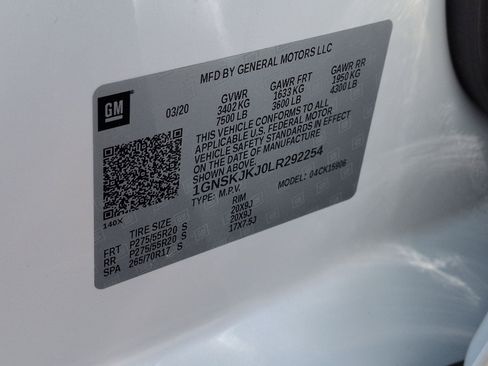 MFD BY GENERAL MOTORS LLC
GM
03/20
GVWR GAWR FRT GAWR RR
3402 KG 1633 KG 1950 KG
7500 LB 3600 LB 4300 LB
THIS VEHICLE CONFORMS TO ALL
APPLICABLE U.S. FEDERAL MOTOR
VEHICLE SAFETY STANDARDS IN EFFECT
ON THE DATE OF MANUFACTURE
SHOWN ABOVE.
1GNSKJKJ0LR292254
TYPE: M.P.V. MODEL: 04CK15906
140X
TIRE SIZE RIM
FRT P275/55R20 S 20X9J
RR P275/55R20 S 20X9J
SPA 265/70R17 S 17X7.5J